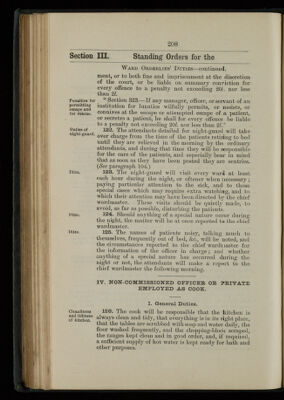 208
Section III. Standing Orders for the
WARD ORDERLIES' DUTIES—continued.
ment, or to both fine and imprisonment at the discretion
of the court, or be liable on summary conviction for
every offence to a penalty not exceeding 20l. nor less
than 2l.
Penalty for permitting escape and for rescue.
"Section 323.—If any manager, officer, or servant of an
institution for lunatics wilfully permits, or assists, or
connives at the escape or attempted escape of a patient,
or secretes a patient, he shall for every offence be liable
to a penalty not exceeding 20l. nor less than 2l."
Duties of night-guard.
132. The attendants detailed for night-guard will take
over charge from the time of the patients retiring to bed
until they are relieved in the morning by the ordinary
attendants, and during that time they will be responsible
for the care of the patients, and especially bear in mind
that as soon as they have been posted they are sentries.
(See paragraph 104.)
Ditto.
133. The night-guard will visit every ward at least
each hour during the night, or oftener when necessary;
paying particular attention to the sick, and to those
special cases which may require extra watching, and to
which their attention may have been directed by the chief
wardmaster. These visits should be quietly made, to
avoid, as far as possible, disturbing the patients.
Ditto.
134. Should anything of a special nature occur during
the night, the matter will be at once reported to the chief
wardmaster.
Ditto.
135. The names of patients noisy, talking much to
themselves, frequently out of bed, &c., will be noted, and
the circumstances reported to the chief wardmaster for
the information of the officer in charge; and whether
anything of a special nature has occurred during the
night or not, the attendants will make a report to the
chief wardmaster the following morning.
IV. NON-COMMISSIONED OFFICER OR PRIVATE
EMPLOYED AS COOK.
1. General Duties.
Cleanliness and tidiness of kitchen.
136. The cook will be responsible that the kitchen is
always clean and tidy, that everything is in its right place,
that the tables are scrubbed with soap and water daily, the
floor washed frequently, and the chopping-block scraped,
the ranges kept clean and in good order, and, if required,
a sufficient supply of hot water is kept ready for bath and
other purposes.